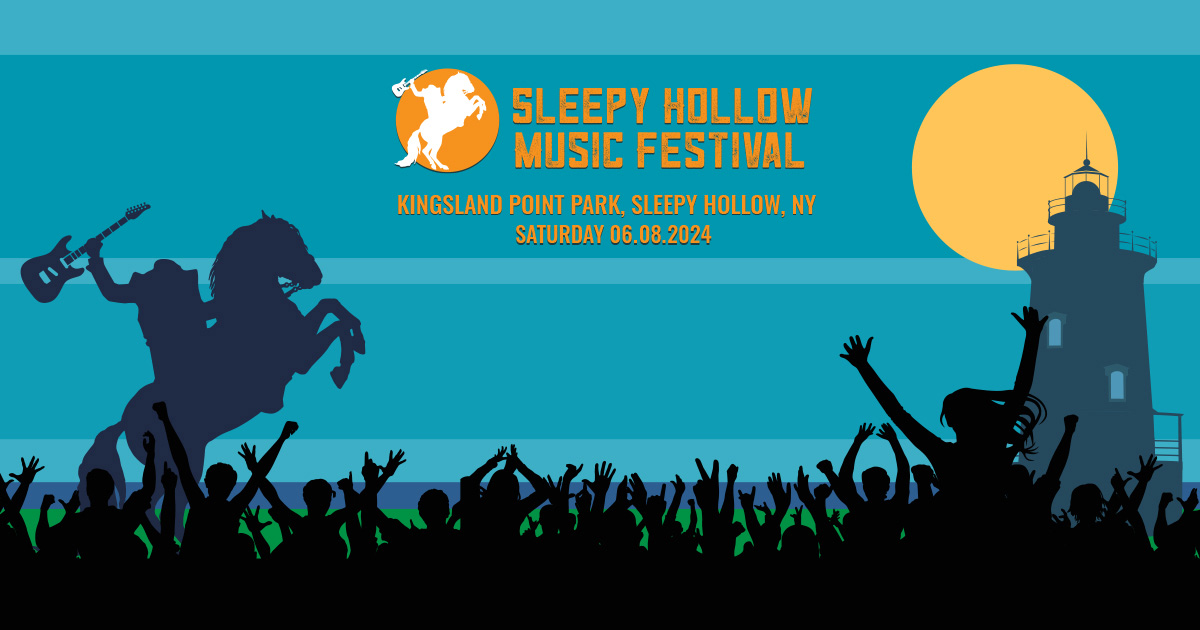 SLEEPY HOLLOW
MUSIC FESTIVAL
KINGSLAND POINT PARK, SLEEPY HOLLOW, NY
SATURDAY 06.08.2024